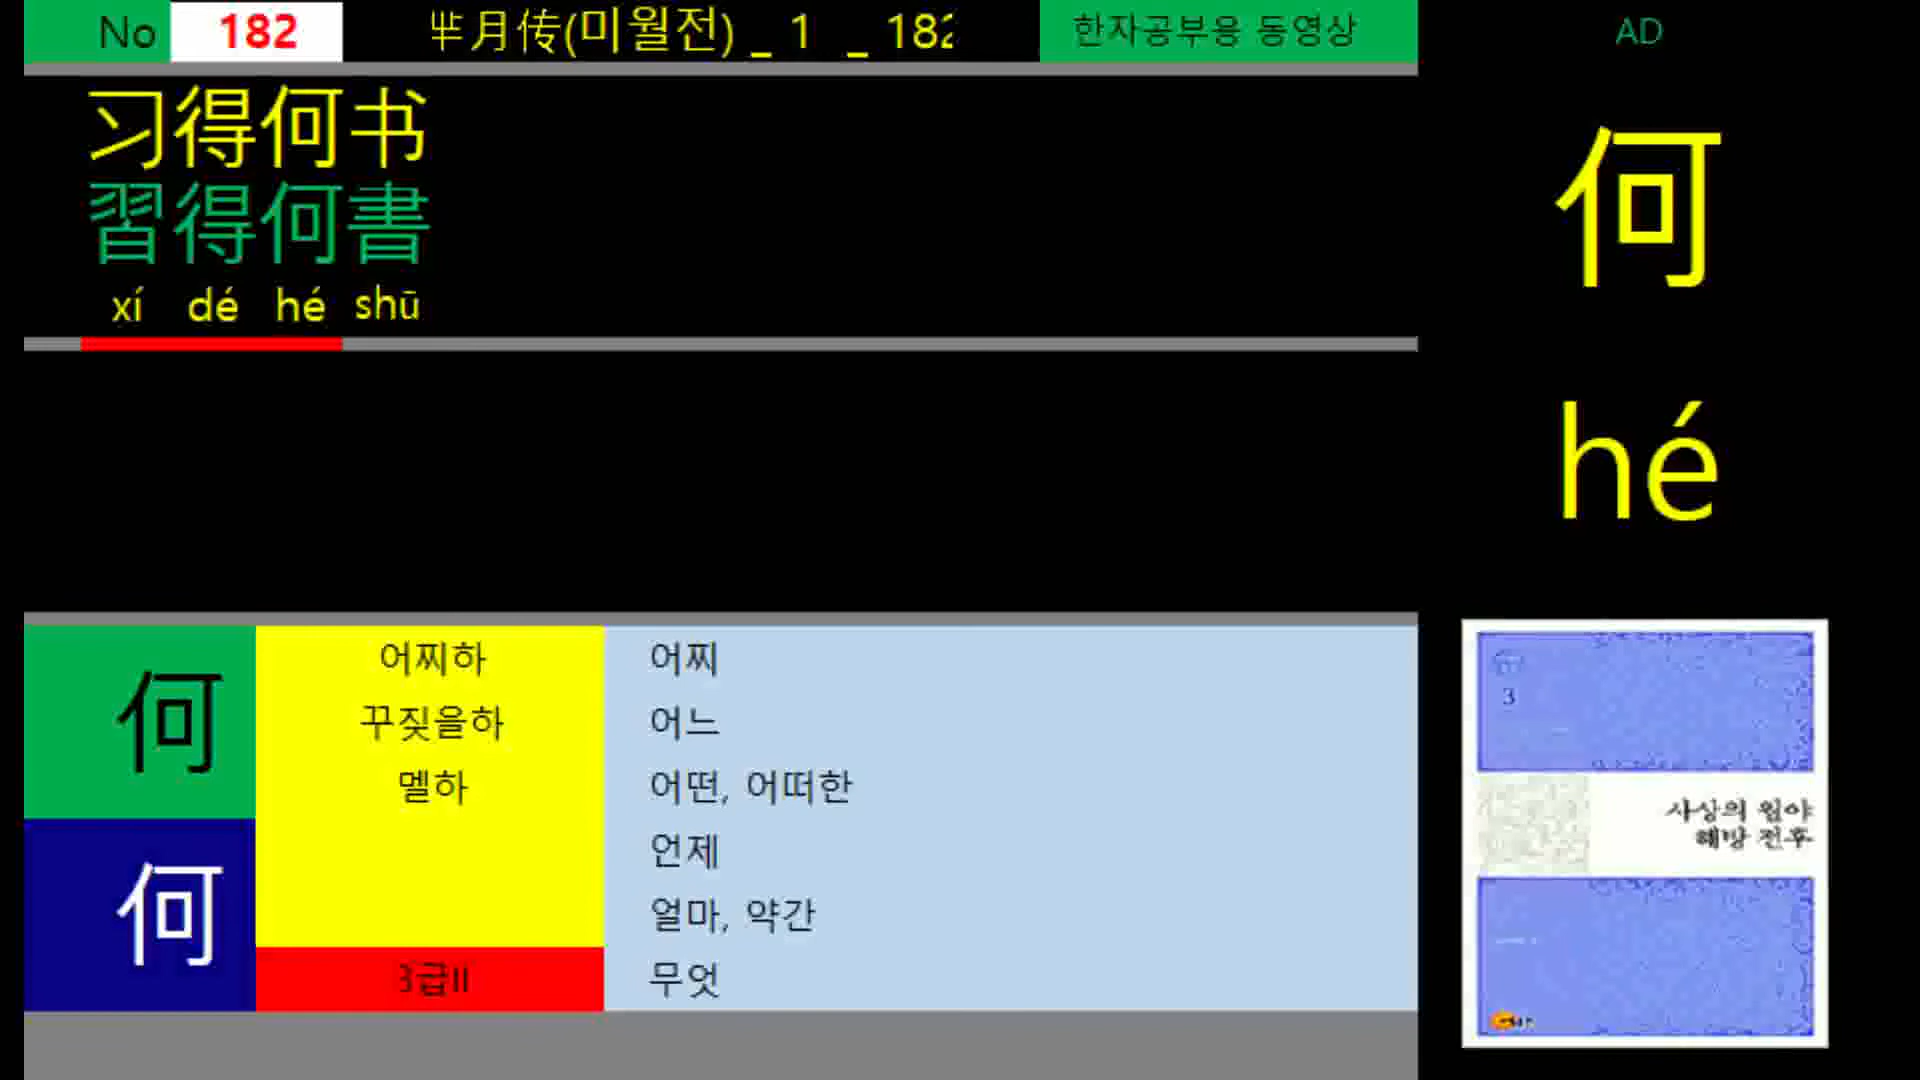 No 182 芈月传(미월전) _ 1 _ 182 한자공부용 동영상 AD
习得何书
習得何書
xí dé hé shū
何
hé
何
何
어찌하
꾸짖을하
멜하
3급II
어찌
어느
어떤, 어떠한
언제
얼마, 약간
무엇
3
사상의 원야
해방 전후